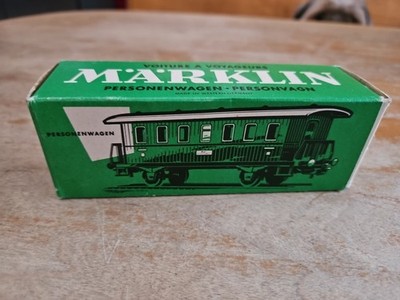 VOITURE A VOYAGEURS
MÄRKLIN
PERSONENWAGEN - PERSONVAGN
PERSONENWAGEN